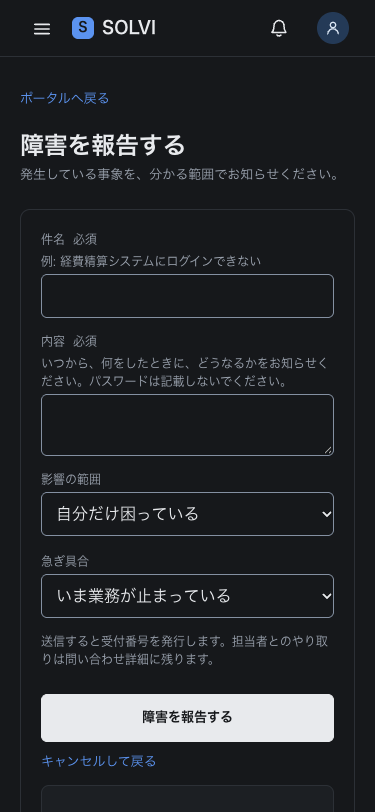 S SOLVI
ポータルへ戻る
障害を報告する
発生している事象を、分かる範囲でお知らせください。
件名 必須
例: 経費精算システムにログインできない
内容 必須
いつから、何をしたときに、どうなるかをお知らせく
ださい。パスワードは記載しないでください。
影響の範囲
自分だけ困っている
急ぎ具合
いま業務が止まっている
送信すると受付番号を発行します。担当者とのやり取
りは問い合わせ詳細に残ります。
障害を報告する
キャンセルして戻る